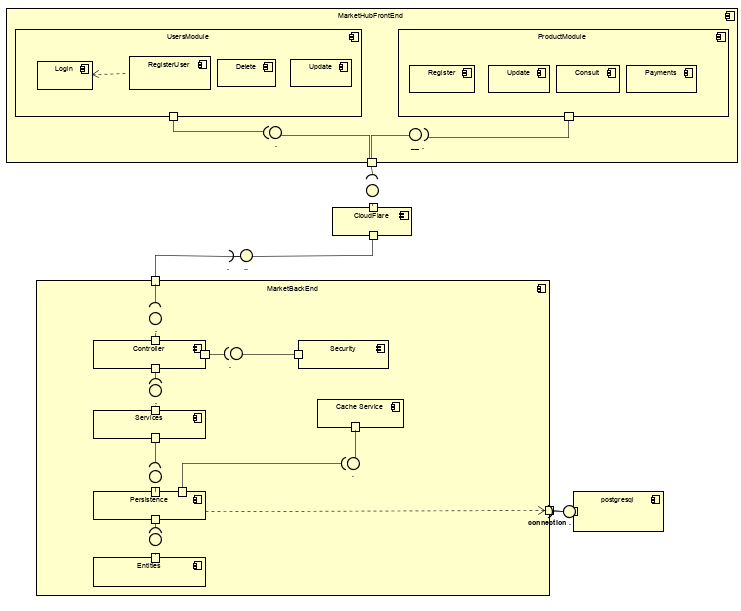 MarketHubFrontEnd
UsersModule
ProductModule
Login
RegisterUser
Delete
Update
Register
Update
Consult
Payments
CloudFlare
MarketBackEnd
Controller
Security
Cache Service
Services
Persistence
postgresql
connection
Entities